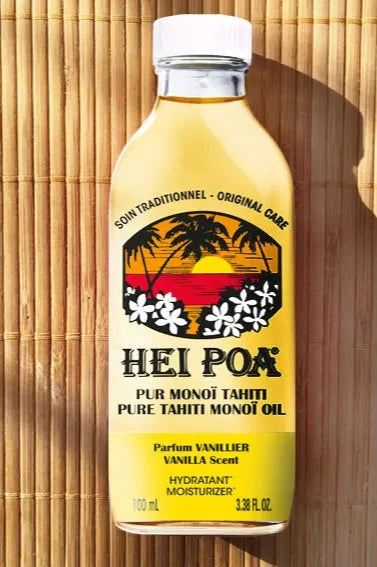 SOIN TRADITIONNEL - ORIGINAL CARE
HEI POA
PUR MONOÏ TAHITI
PURE TAHITI MONOÏ OIL
Parfum VANILLIER
VANILLA Scent
HYDRATANT*
MOISTURIZER*
100 mL 3.38 FL.OZ.